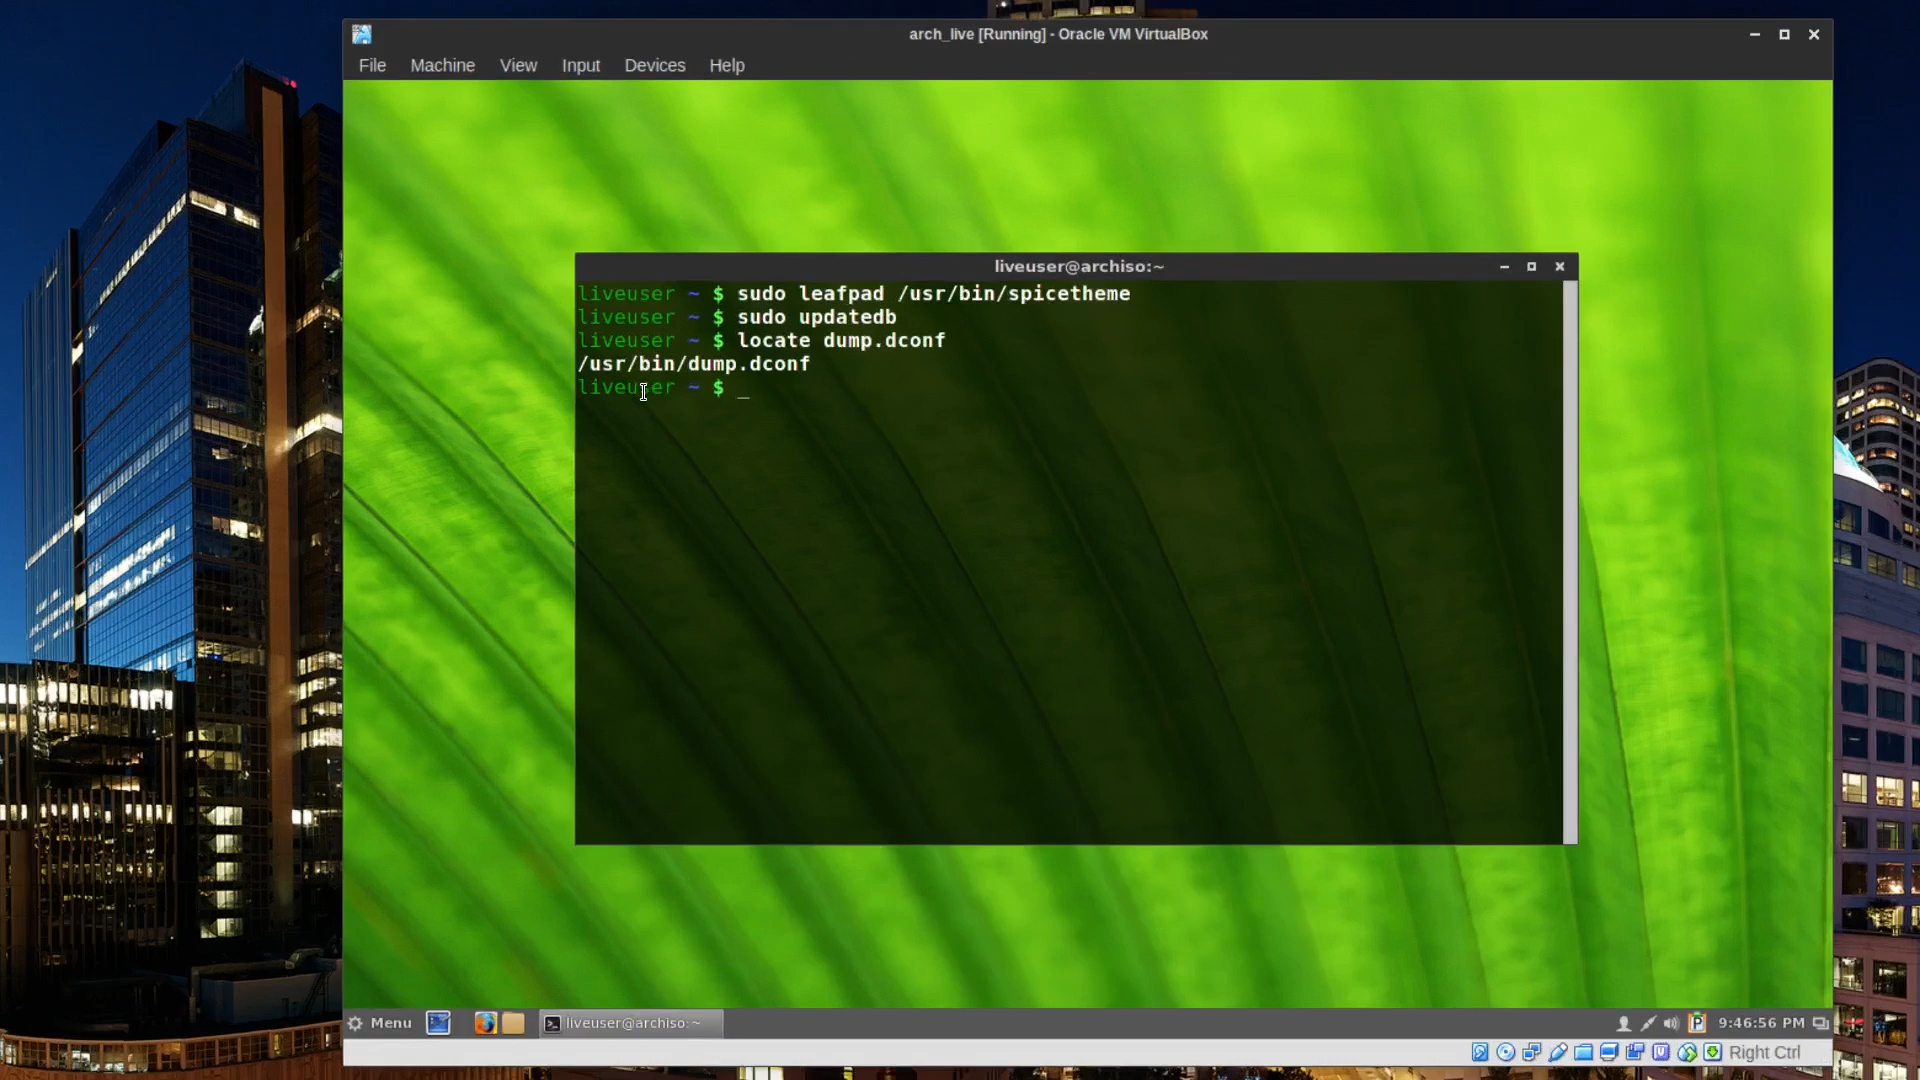 arch_live [Running] - Oracle VM VirtualBox
File Machine View Input Devices Help
liveuser@archiso:~
liveuser ~ $ sudo leafpad /usr/bin/spicetheme
liveuser ~ $ sudo updatedb
liveuser ~ $ locate dump.dconf
/usr/bin/dump.dconf
liveuser ~ $ _
Menu liveuser@archiso:~ 9:46:56 PM
Right Ctrl